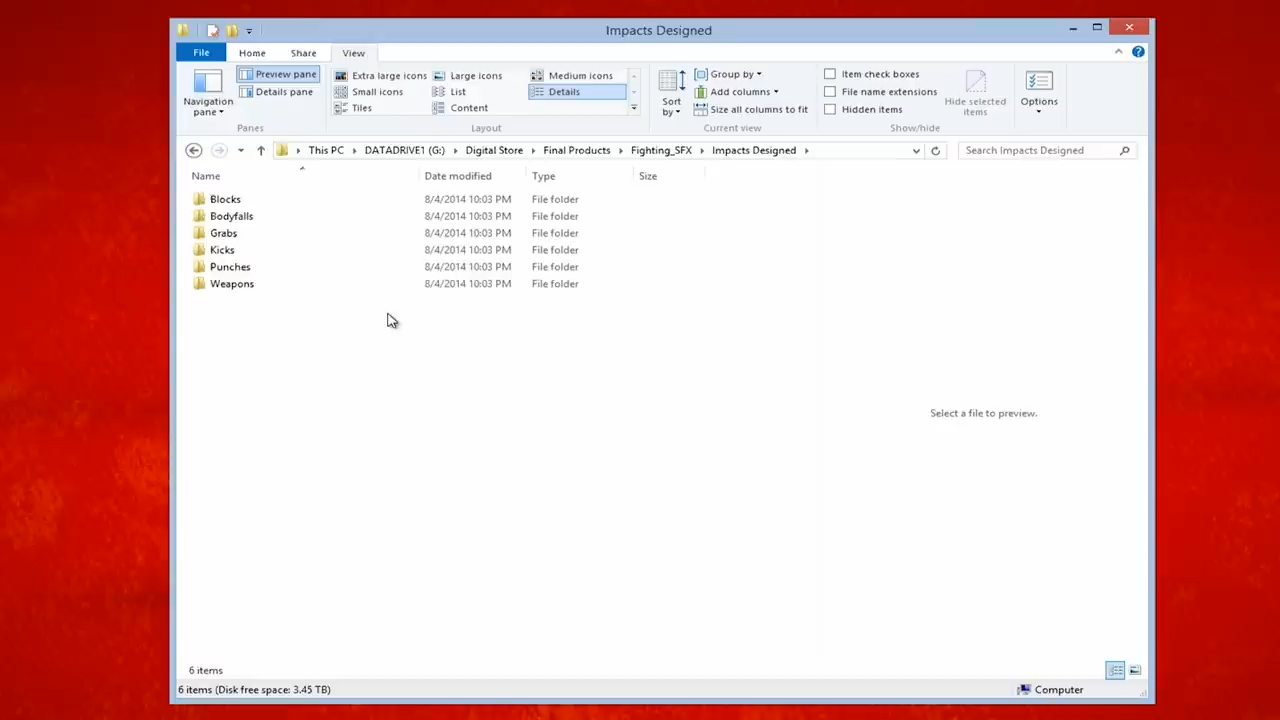 Impacts Designed
File Home Share View
Navigation pane
Preview pane
Details pane
Panes
Extra large icons Large icons Medium icons
Small icons List Details
Tiles Content
Layout
Sort by
Group by
Add columns
Size all columns to fit
Current view
Item check boxes
File name extensions
Hidden items
Hide selected items
Show/hide
Options
This PC DATADRIVE1 (G:) Digital Store Final Products Fighting_SFX Impacts Designed
Search Impacts Designed
Name Date modified Type Size
Blocks 8/4/2014 10:03 PM File folder
Bodyfalls 8/4/2014 10:03 PM File folder
Grabs 8/4/2014 10:03 PM File folder
Kicks 8/4/2014 10:03 PM File folder
Punches 8/4/2014 10:03 PM File folder
Weapons 8/4/2014 10:03 PM File folder
Select a file to preview.
6 items
6 items (Disk free space: 3.45 TB) Computer